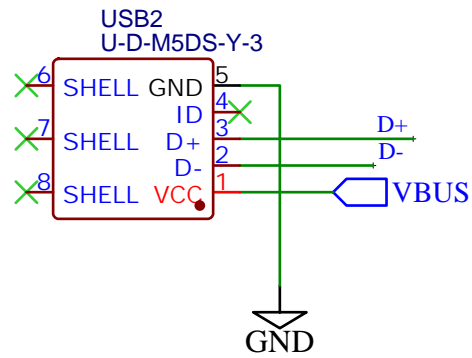 USB2
U-D-M5DS-Y-3
6 SHELL GND 5
ID 4
7 SHELL D+ 3 D+
D- 2 D-
8 SHELL VCC 1 VBUS
GND